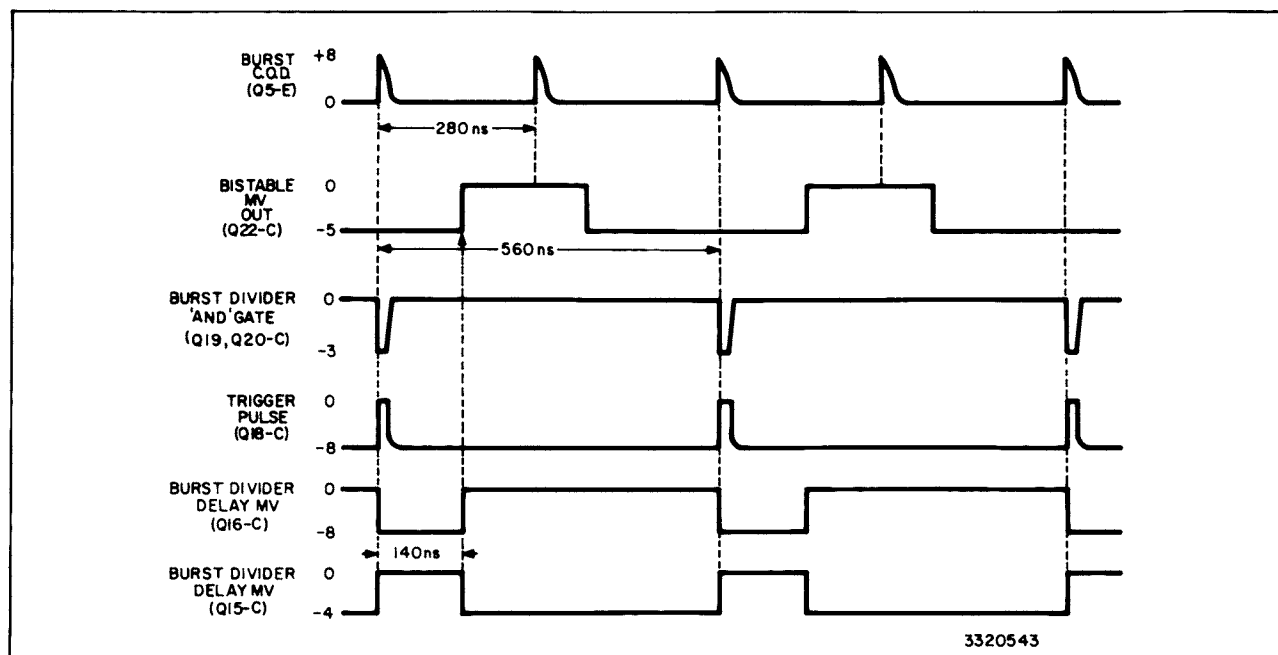 BURST
C.O.D.
(Q5-E)
+8
0
280 ns
BISTABLE
MV
OUT
(Q22-C)
0
-5
560 ns
BURST DIVIDER
'AND' GATE
(Q19, Q20-C)
0
-3
TRIGGER
PULSE
(Q18-C)
0
-8
BURST DIVIDER
DELAY MV
(Q16-C)
0
-8
140 ns
BURST DIVIDER
DELAY MV
(Q15-C)
0
-4
3320543